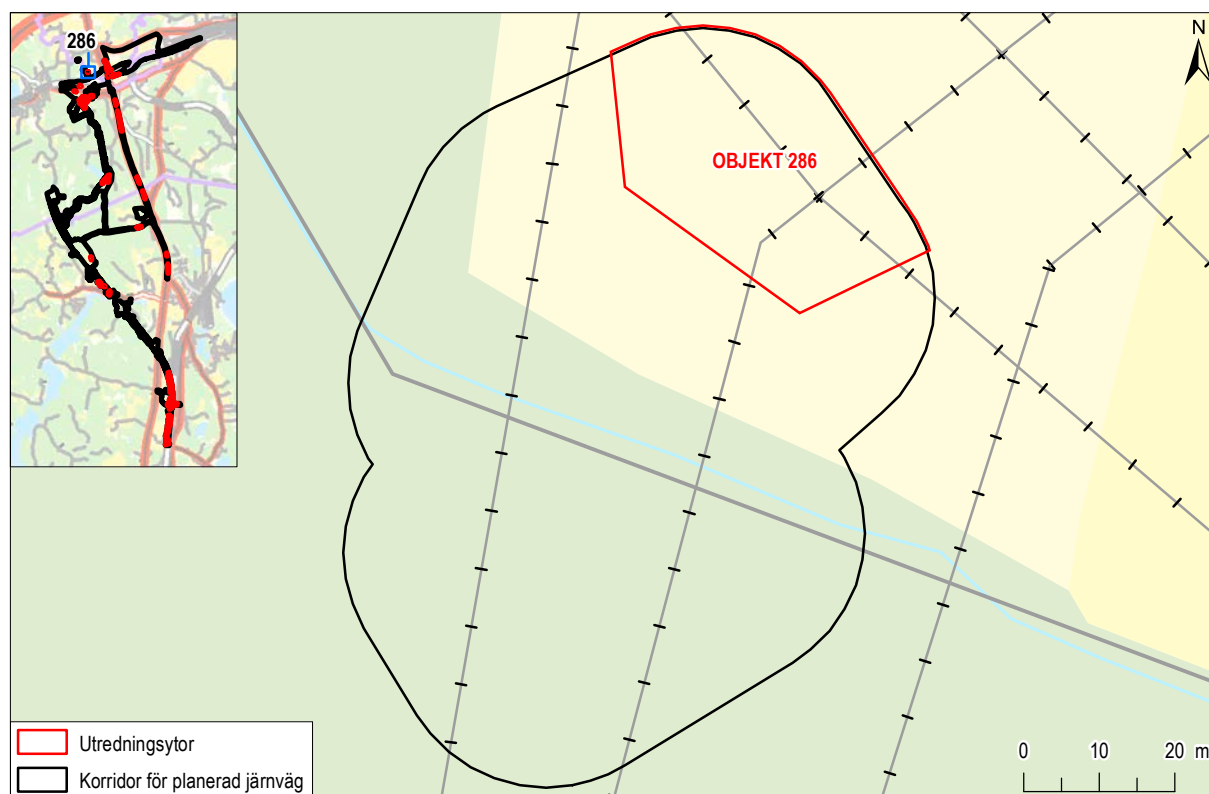 286
N
OBJEKT 286
Utredningsytor
Korridor för planerad järnväg
0 10 20 m